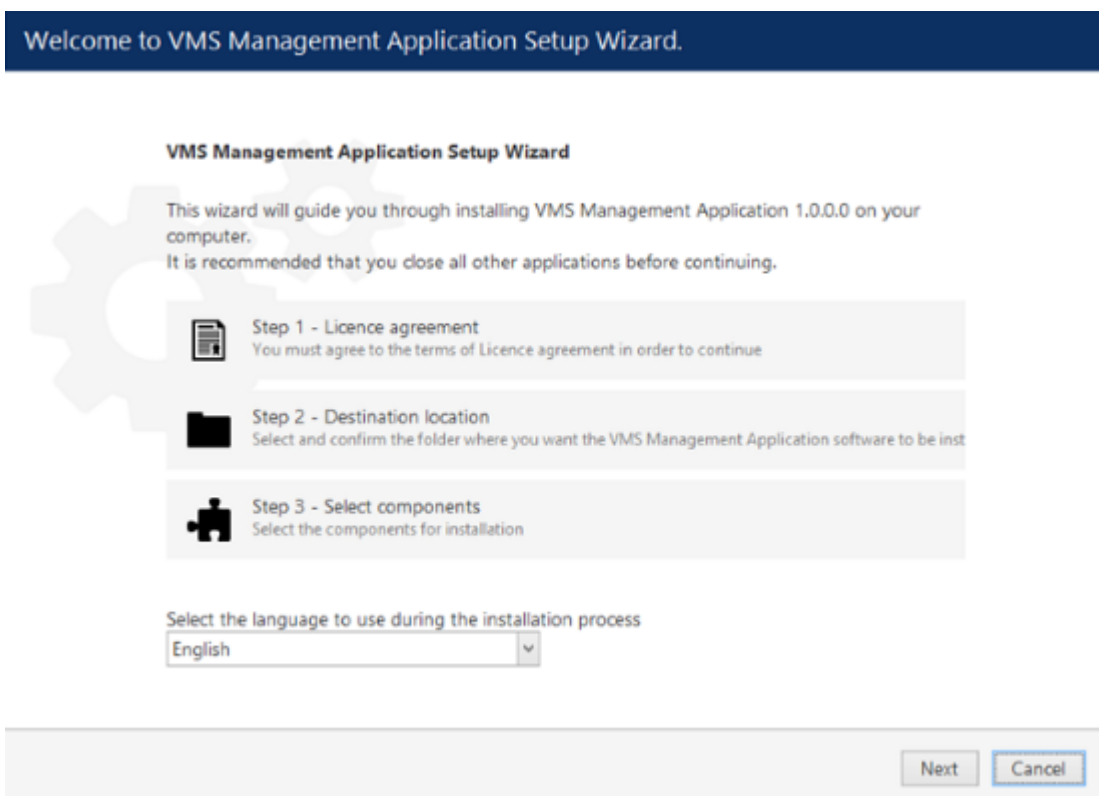 Welcome to VMS Management Application Setup Wizard.
VMS Management Application Setup Wizard
This wizard will guide you through installing VMS Management Application 1.0.0.0 on your
computer.
It is recommended that you close all other applications before continuing.
Step 1 - Licence agreement
You must agree to the terms of Licence agreement in order to continue
Step 2 - Destination location
Select and confirm the folder where you want the VMS Management Application software to be inst
Step 3 - Select components
Select the components for installation
Select the language to use during the installation process
English
Next
Cancel